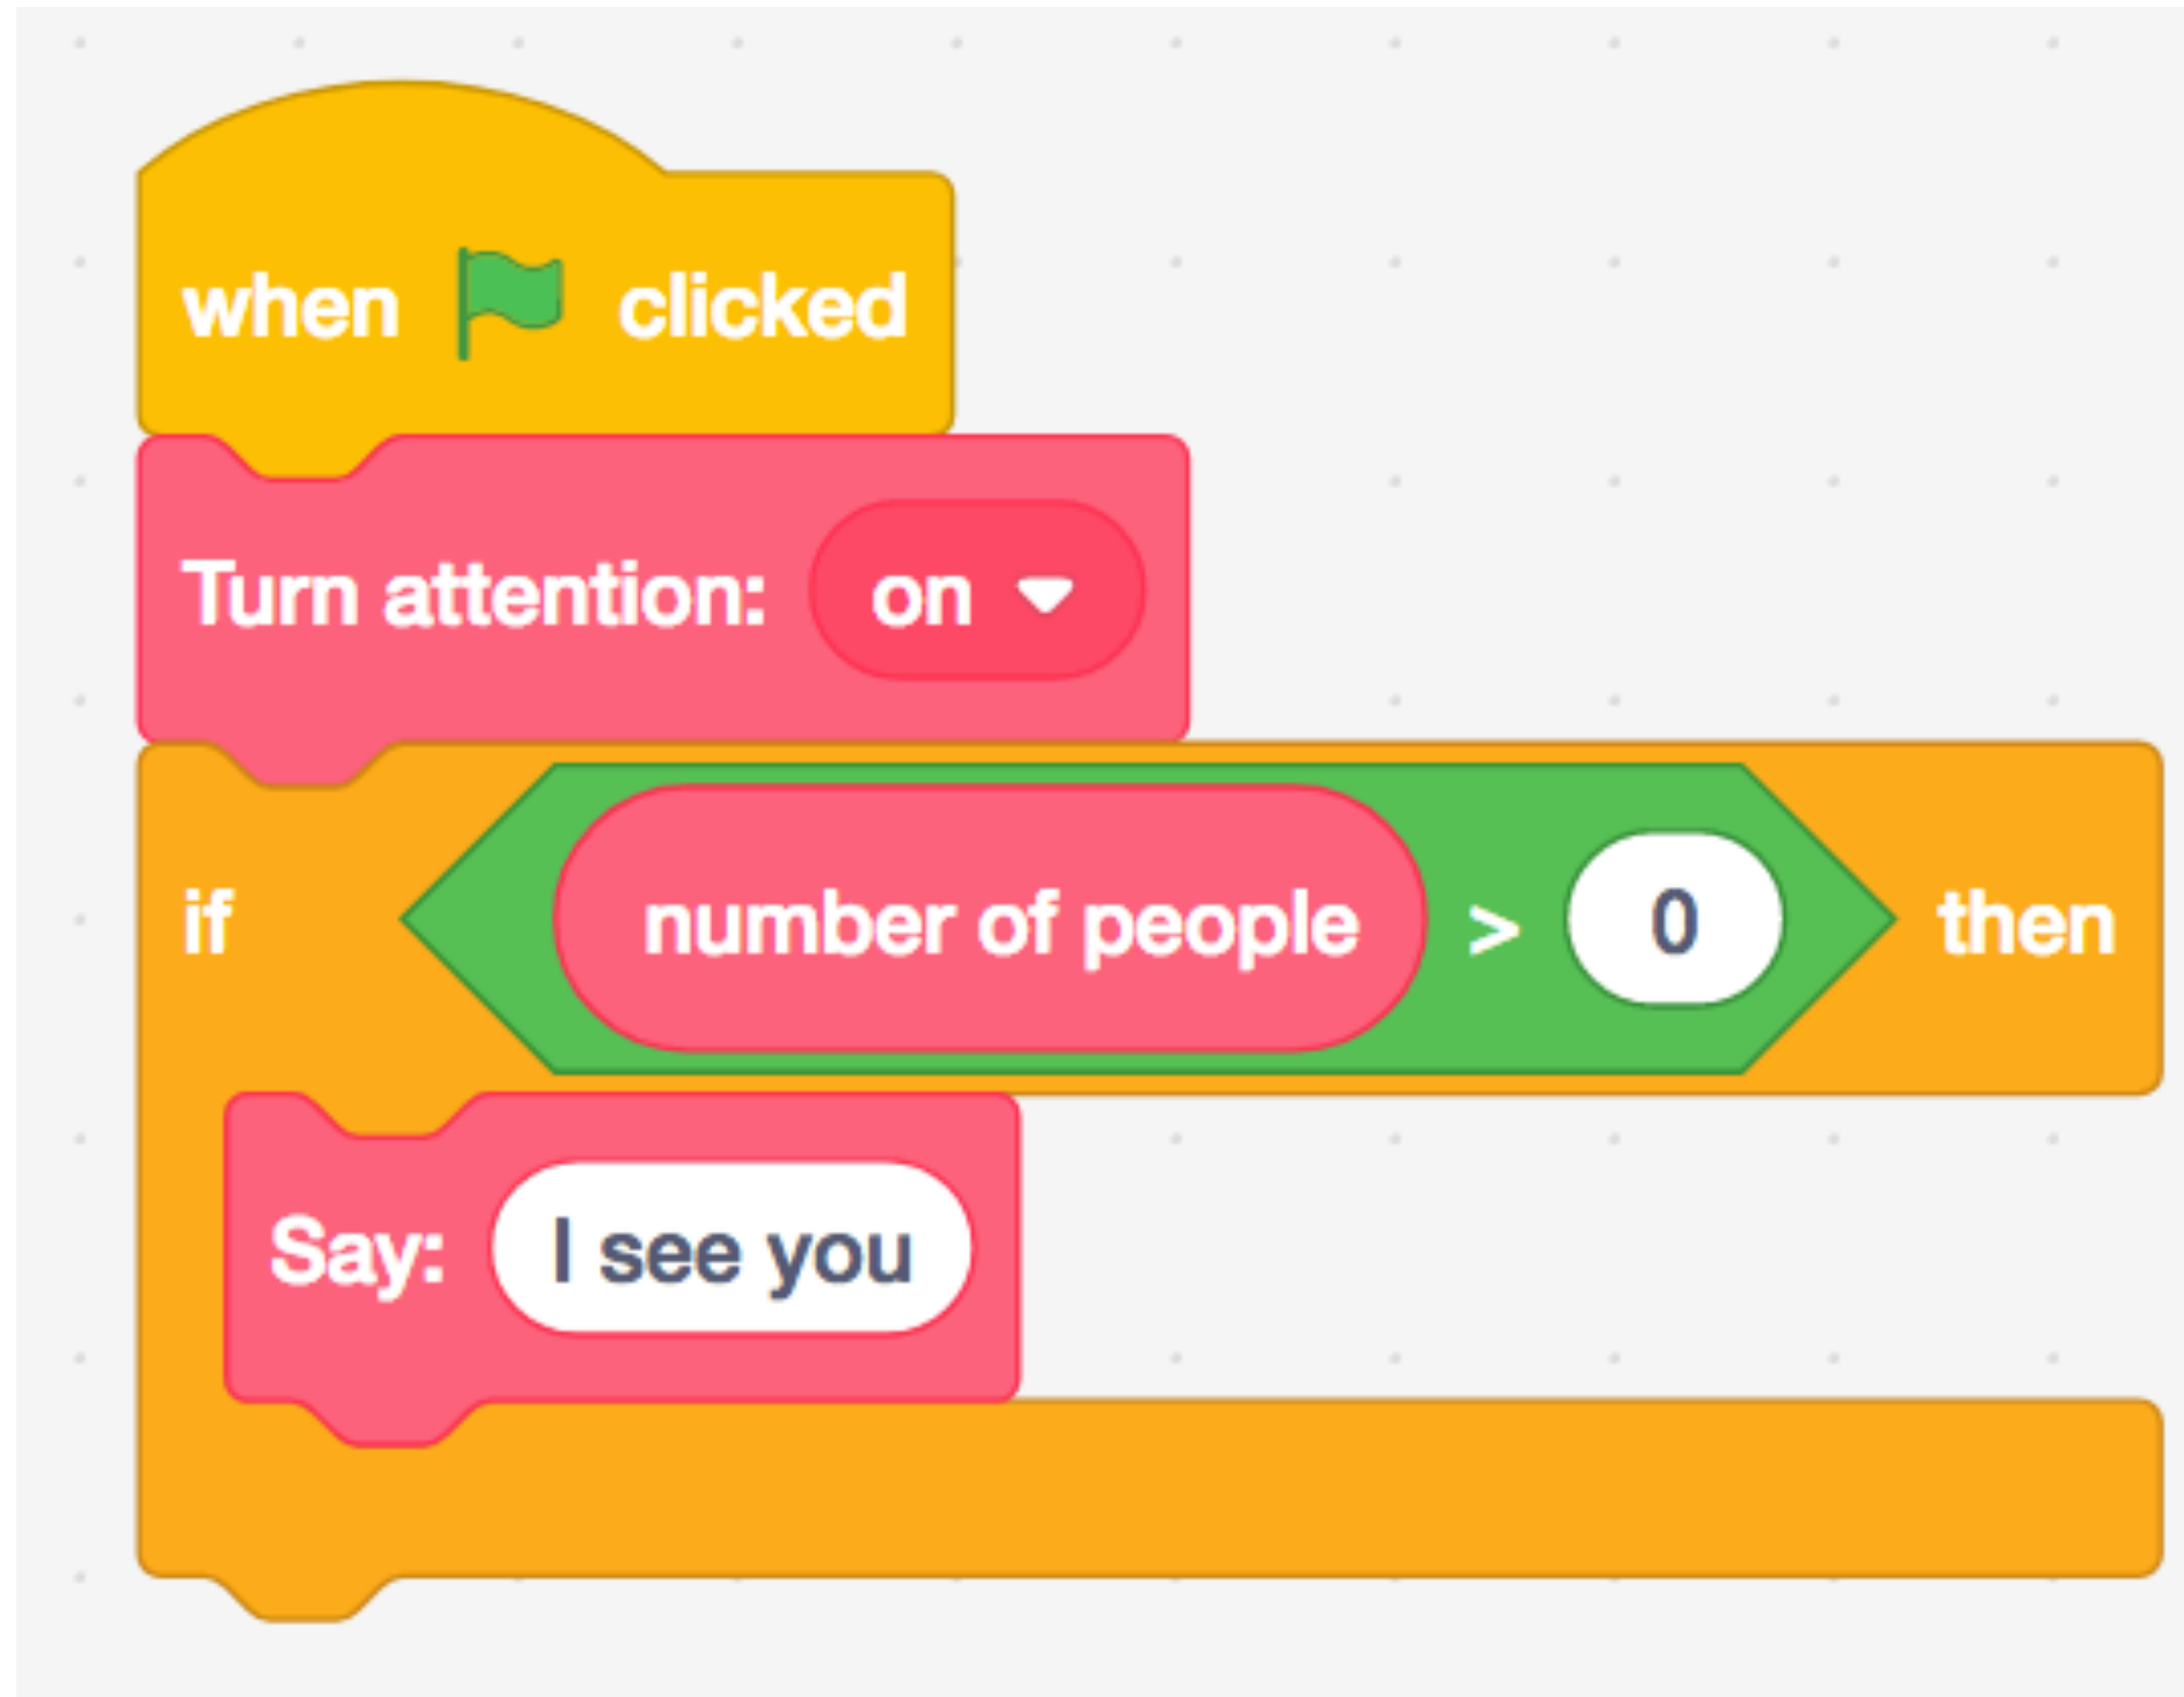 when clicked
Turn attention: on
if number of people > 0 then
Say: I see you